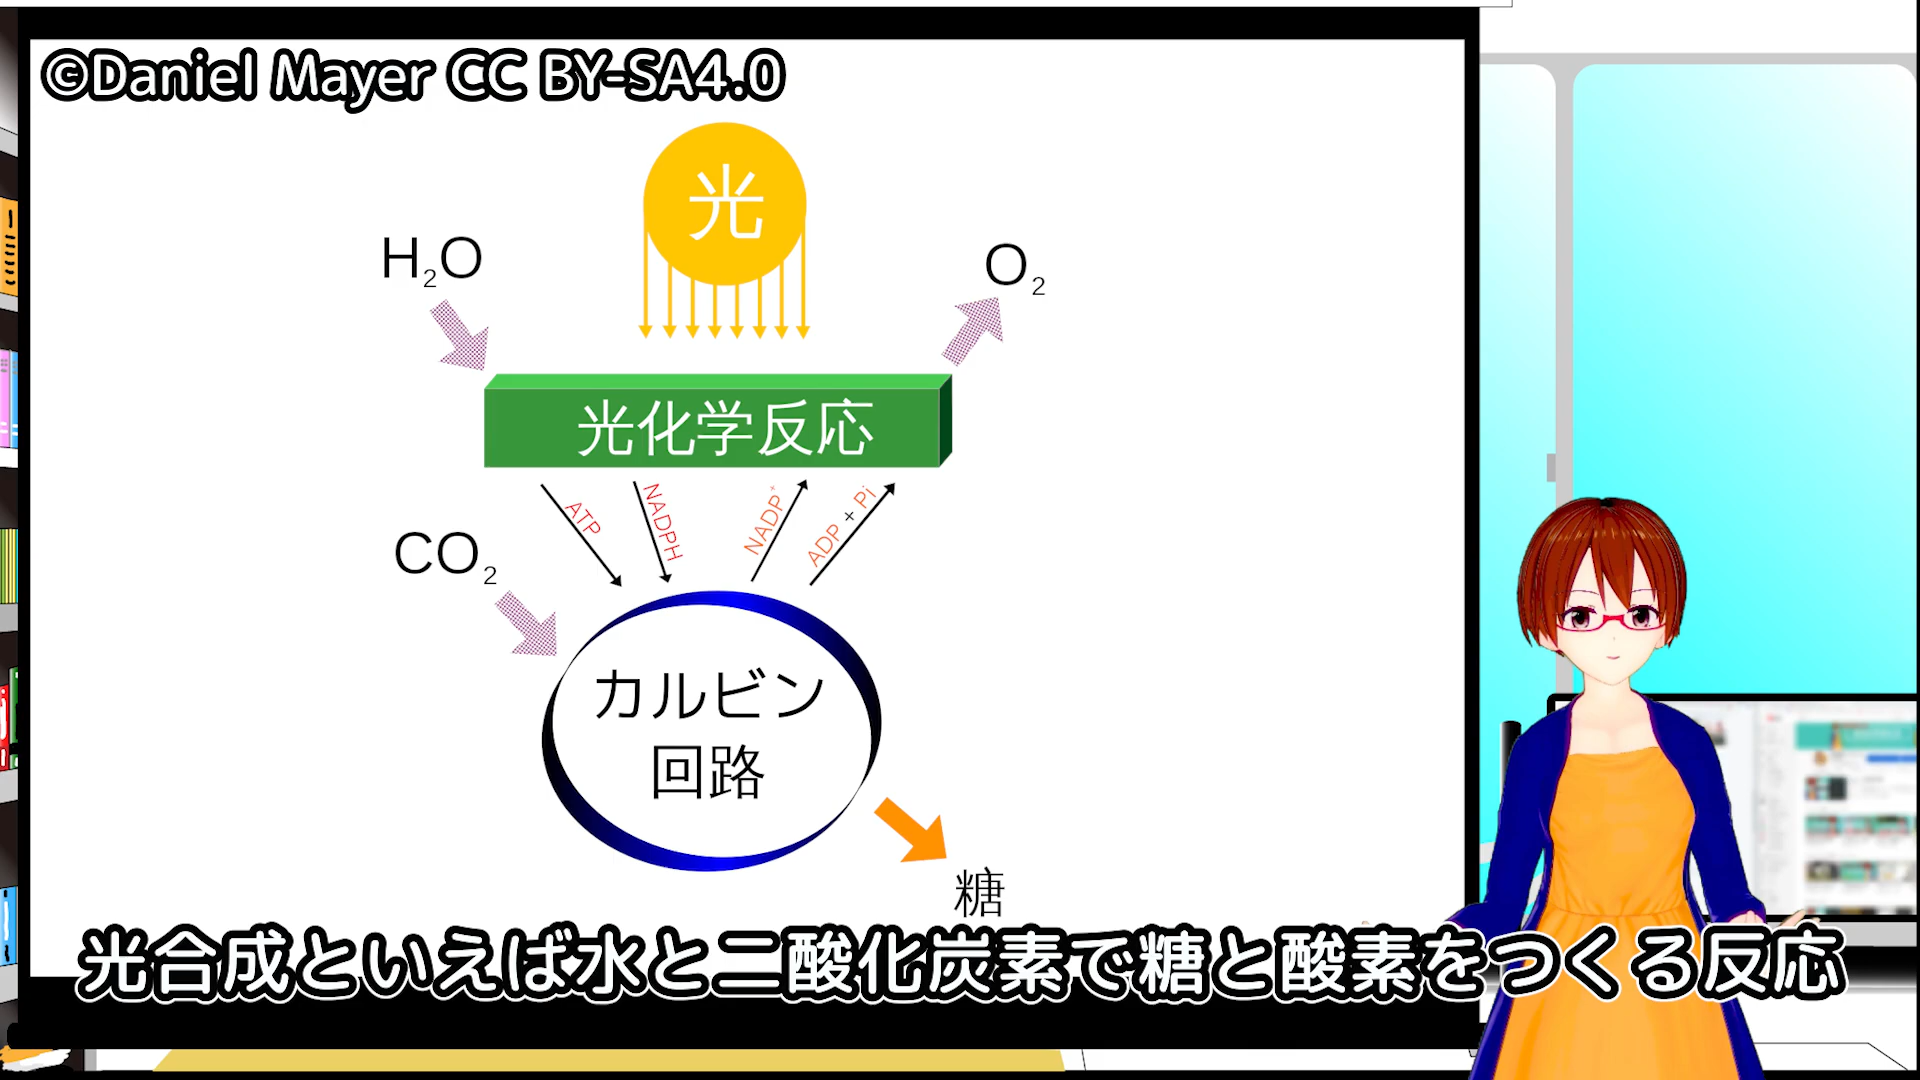 ©Daniel Mayer CC BY-SA4.0
光
H₂O
O₂
光化学反応
ATP
NADPH
NADP⁺
ADP + Pi
CO₂
カルビン
回路
糖
光合成といえば水と二酸化炭素で糖と酸素をつくる反応